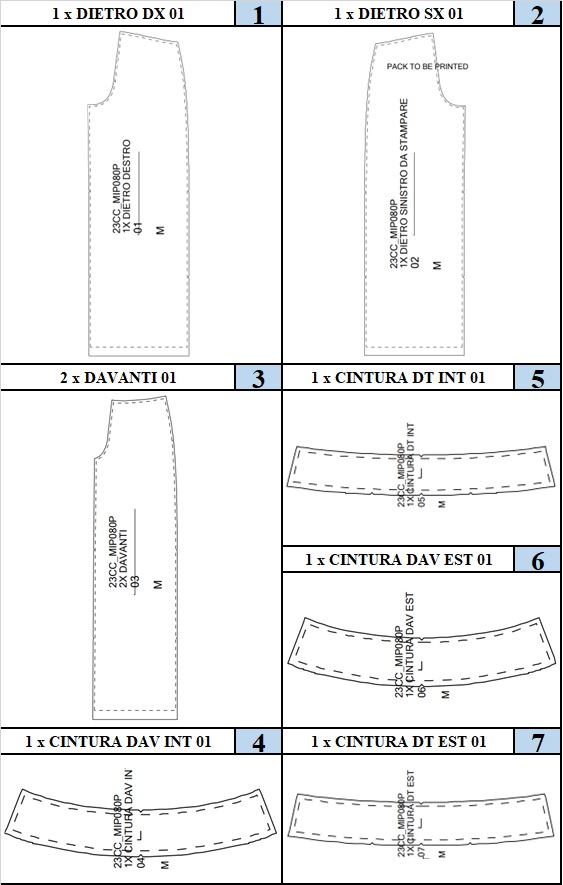 1 x DIETRO DX 01
1
23CC_MIP080P
1X DIETRO DESTRO
01
M
1 x DIETRO SX 01
2
PACK TO BE PRINTED
23CC_MIP080P
1X DIETRO SINISTRO DA STAMPARE
02
M
2 x DAVANTI 01
3
23CC_MIP080P
2X DAVANTI
03
M
1 x CINTURA DT INT 01
5
23CC_MIP080P
1X CINTURA DT INT
05
M
1 x CINTURA DAV EST 01
6
23CC_MIP080P
1X CINTURA DAV EST
06
M
1 x CINTURA DAV INT 01
4
23CC_MIP080P
1X CINTURA DAV IN
04
M
1 x CINTURA DT EST 01
7
23CC_MIP080P
1X CINTURA DT EST
07
M